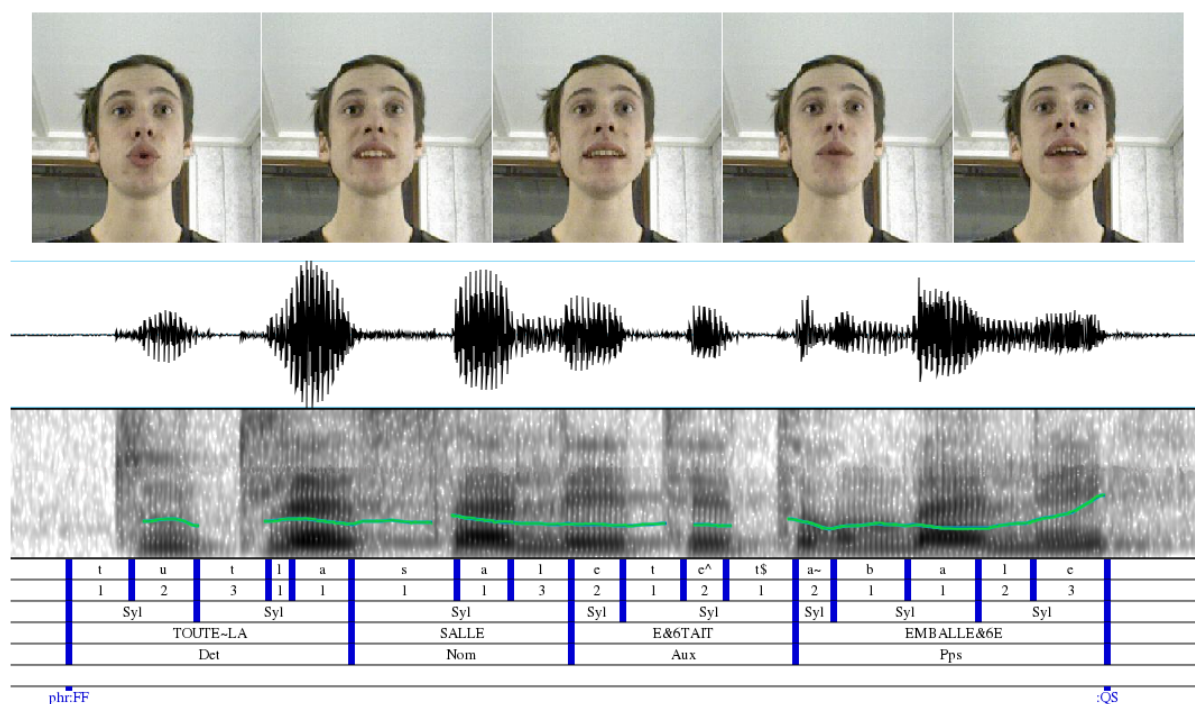 t u t l a s a l e t e^ t$ a~ b a l e
1 2 3 1 1 1 1 3 2 1 2 1 2 1 1 2 3
Syl Syl Syl Syl Syl Syl Syl Syl
TOUTE~LA SALLE E&6TAIT EMBALLE&6E
Det Nom Aux Pps
phr:FF :QS